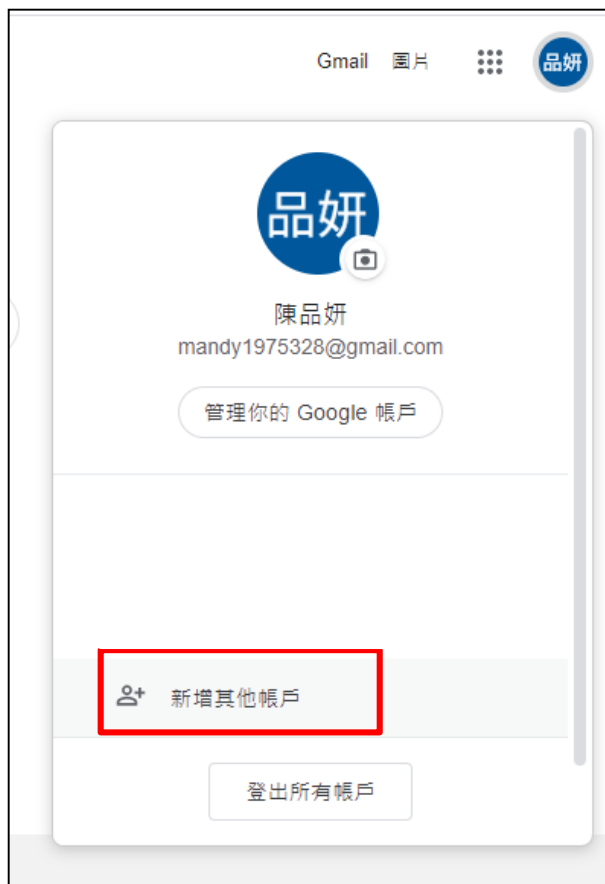 Gmail 圖片 品妍
品妍
陳品妍
mandy1975328@gmail.com
管理你的 Google 帳戶
新增其他帳戶
登出所有帳戶